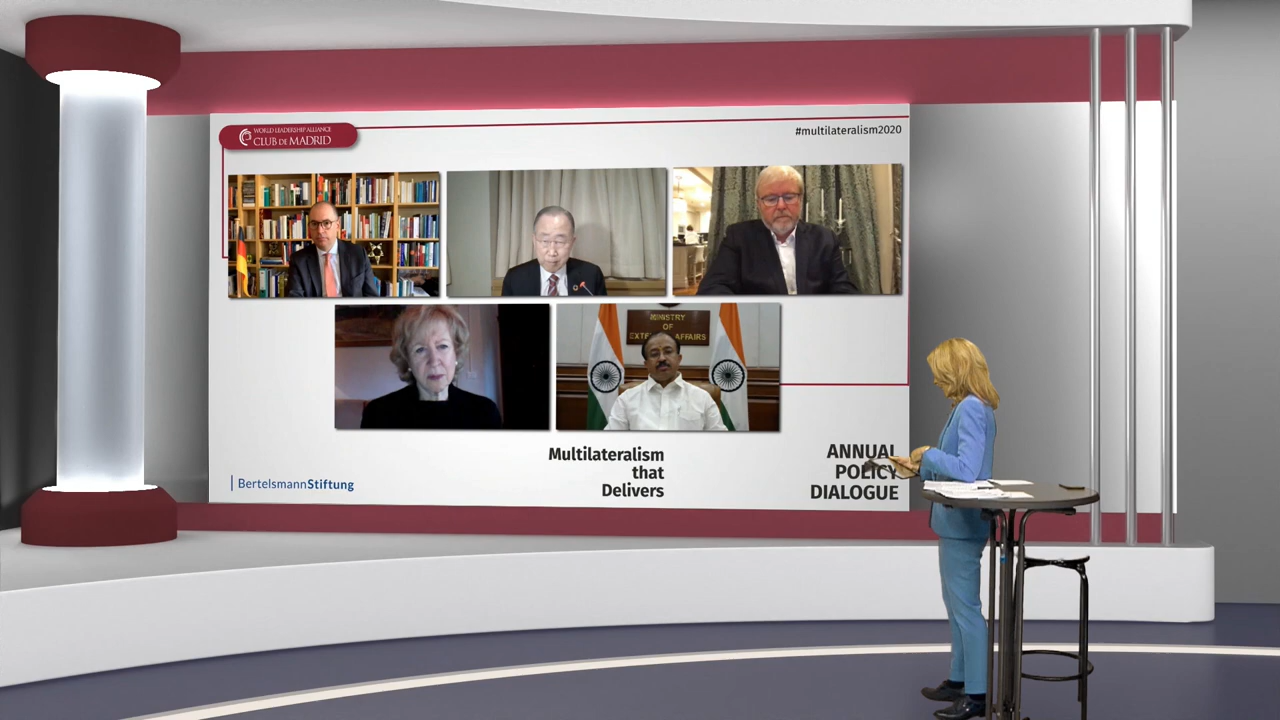 WORLD LEADERSHIP ALLIANCE
CLUB DE MADRID
#multilateralism2020
MINISTRY
OF
EXTERNAL AFFAIRS
Multilateralism
that
Delivers
ANNUAL
POLICY
DIALOGUE
BertelsmannStiftung